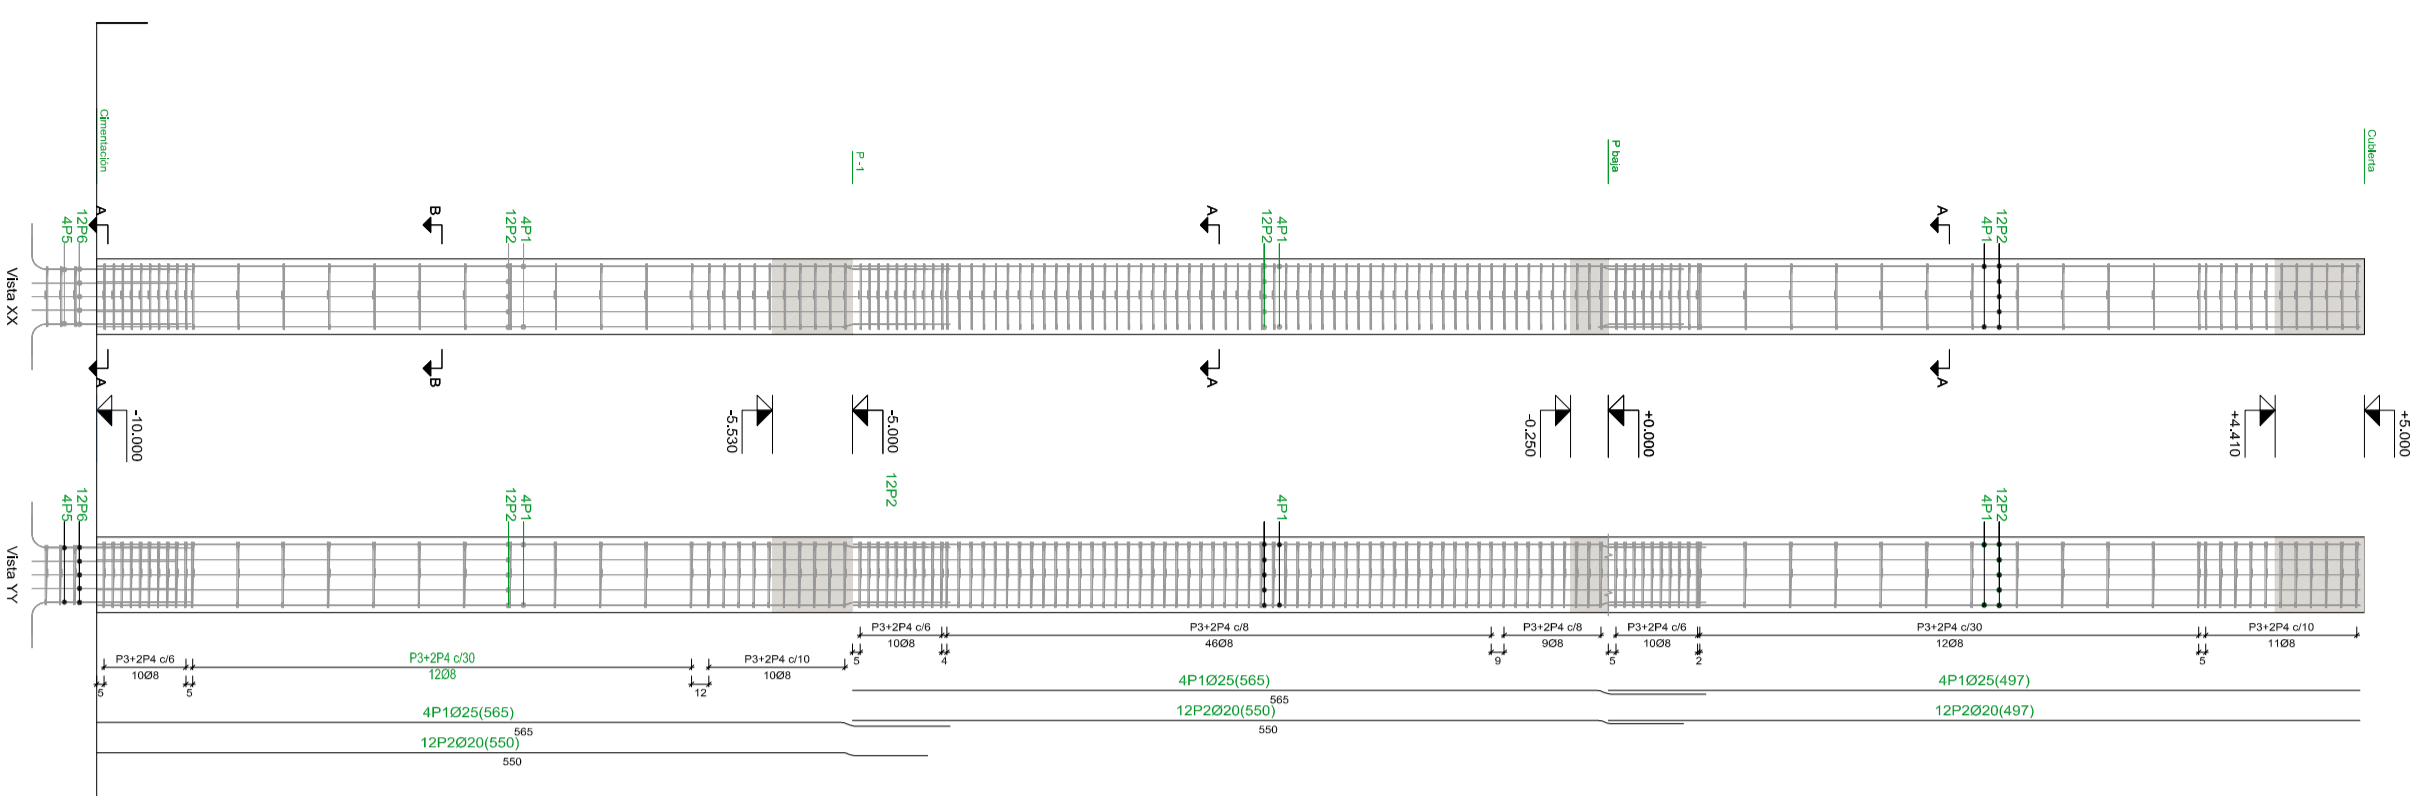 Cimentación
P -1
P baja
Cubierta
A
B
A
A
4P5
12P6
12P2
4P1
12P2
4P1
4P1
12P2
Vista XX
A
B
A
A
-10.000
-5.530
-5.000
-0.250
+0.000
+4.410
+5.000
12P2
4P5
12P6
12P2
4P1
4P1
4P1
12P2
Vista YY
P3+2P4 c/6
P3+2P4 c/8
P3+2P4 c/8
P3+2P4 c/6
P3+2P4 c/30
P3+2P4 c/10
10Ø8
46Ø8
9Ø8
10Ø8
12Ø8
11Ø8
5
4
9
5
2
5
P3+2P4 c/6
P3+2P4 c/30
P3+2P4 c/10
10Ø8
12Ø8
10Ø8
5
5
12
4P1Ø25(565)
565
4P1Ø25(497)
4P1Ø25(565)
565
12P2Ø20(550)
550
12P2Ø20(497)
12P2Ø20(550)
550